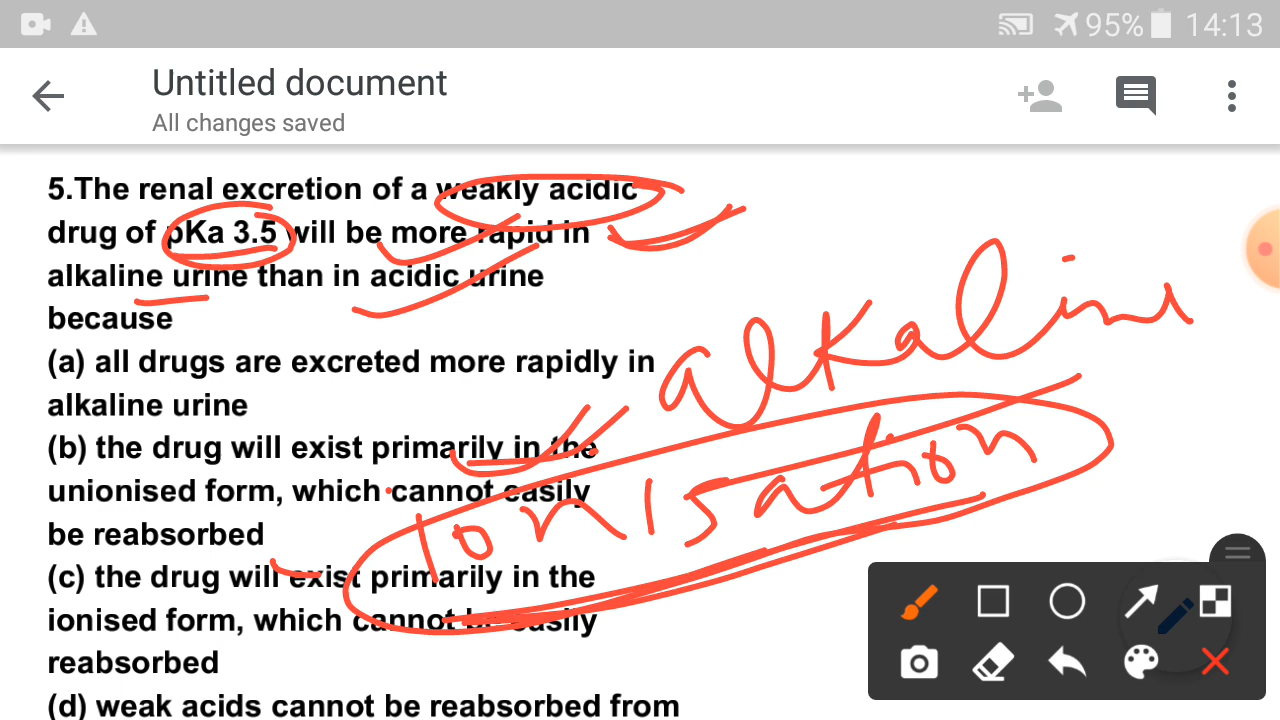 95% 14:13
Untitled document
All changes saved
5.The renal excretion of a weakly acidic
drug of pKa 3.5 will be more rapid in
alkaline urine than in acidic urine
because
(a) all drugs are excreted more rapidly in
alkaline urine
(b) the drug will exist primarily in the
unionised form, which cannot easily
be reabsorbed
(c) the drug will exist primarily in the
ionised form, which cannot be easily
reabsorbed
(d) weak acids cannot be reabsorbed from
alkaline
Ionisation